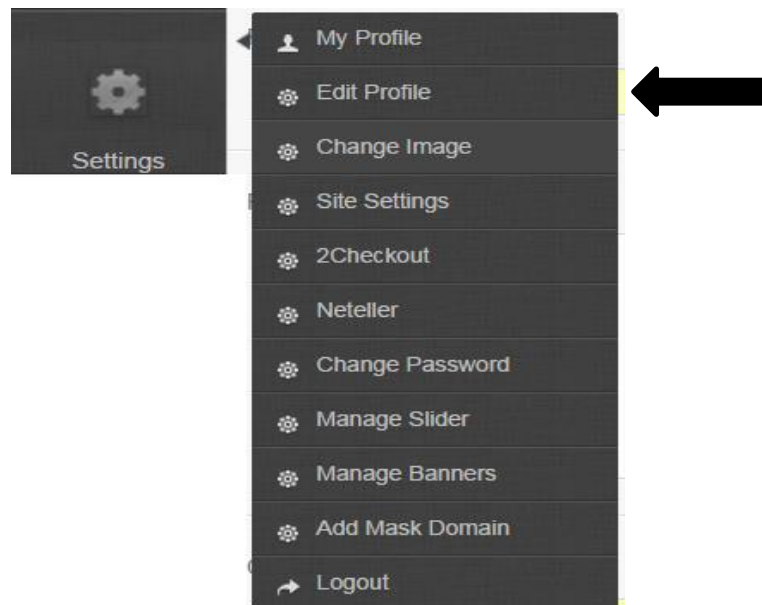 Settings
My Profile
Edit Profile
Change Image
Site Settings
2Checkout
Neteller
Change Password
Manage Slider
Manage Banners
Add Mask Domain
Logout